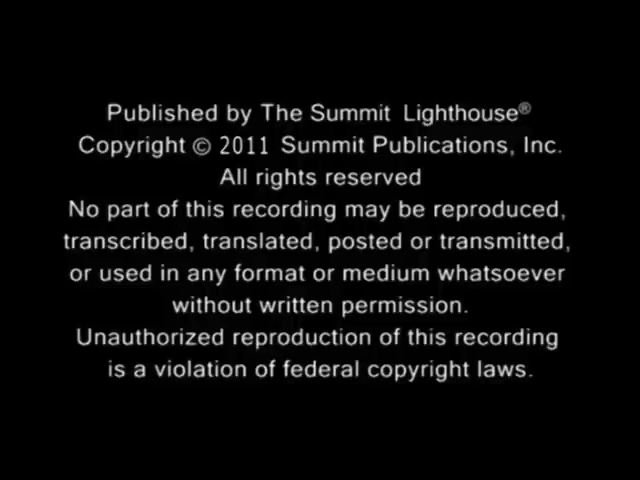 Published by The Summit Lighthouse®
Copyright © 2011 Summit Publications, Inc.
All rights reserved
No part of this recording may be reproduced,
transcribed, translated, posted or transmitted,
or used in any format or medium whatsoever
without written permission.
Unauthorized reproduction of this recording
is a violation of federal copyright laws.